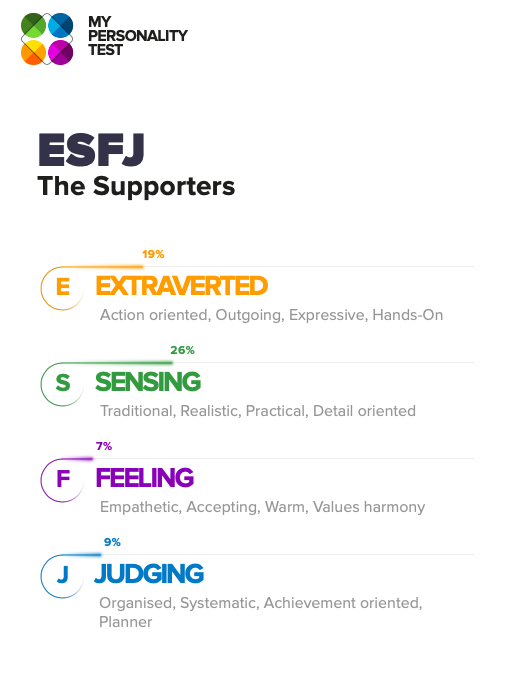 MY
PERSONALITY
TEST
ESFJ
The Supporters
19%
E EXTRAVERTED
Action oriented, Outgoing, Expressive, Hands-On
26%
S SENSING
Traditional, Realistic, Practical, Detail oriented
7%
F FEELING
Empathetic, Accepting, Warm, Values harmony
9%
J JUDGING
Organised, Systematic, Achievement oriented,
Planner